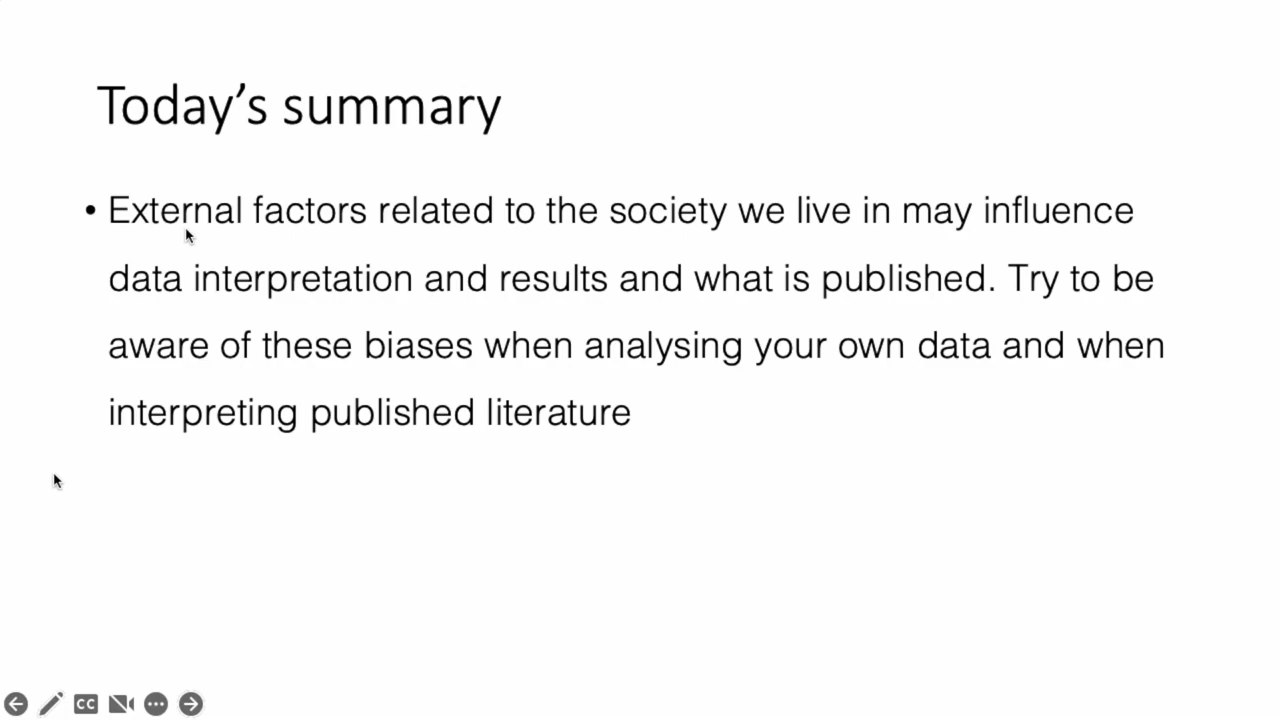 Today’s summary
• External factors related to the society we live in may influence
data interpretation and results and what is published. Try to be
aware of these biases when analysing your own data and when
interpreting published literature
CC